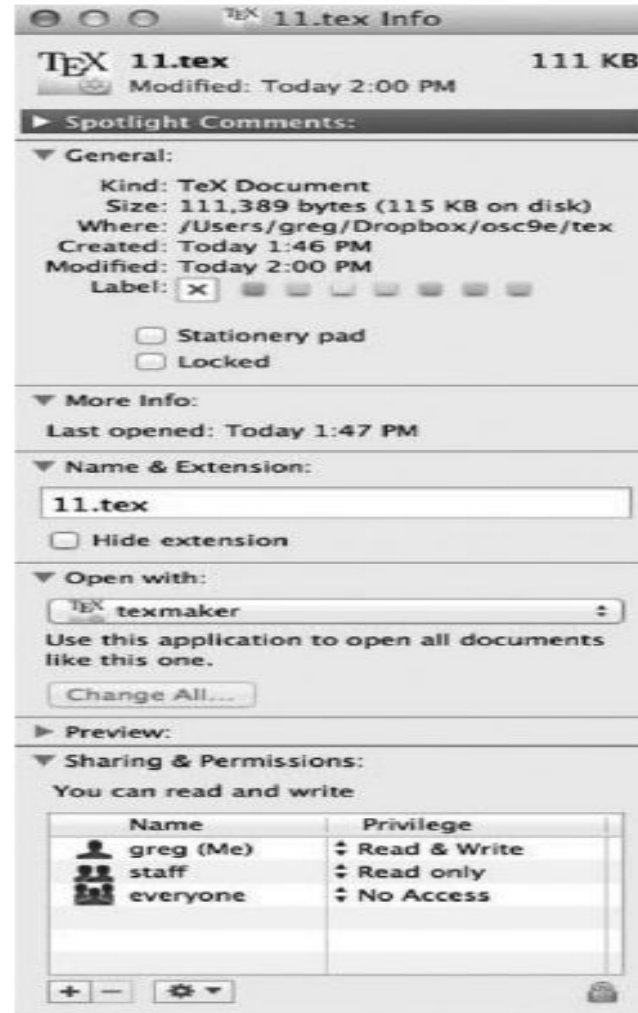 TEX 11.tex Info
TEX 11.tex 111 KB
Modified: Today 2:00 PM
Spotlight Comments:
General:
Kind: TeX Document
Size: 111,389 bytes (115 KB on disk)
Where: /Users/greg/Dropbox/osc9e/tex
Created: Today 1:46 PM
Modified: Today 2:00 PM
Label: x
Stationery pad
Locked
More Info:
Last opened: Today 1:47 PM
Name & Extension:
11.tex
Hide extension
Open with:
TEX texmaker
Use this application to open all documents
like this one.
Change All...
Preview:
Sharing & Permissions:
You can read and write
Name Privilege
greg (Me) Read & Write
staff Read only
everyone No Access